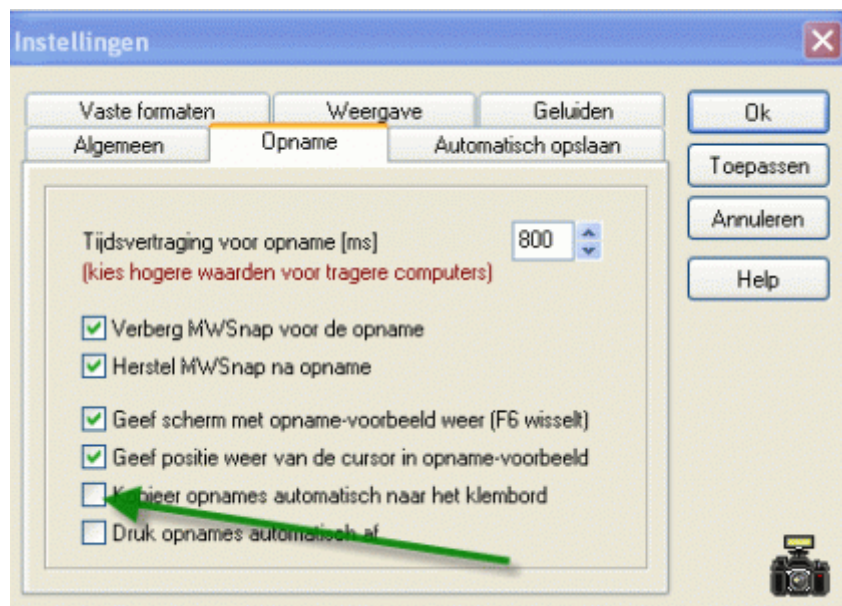 Instellingen
Vaste formaten Weergave Geluiden
Algemeen Opname Automatisch opslaan
Ok
Toepassen
Annuleren
Help
Tijdsvertraging voor opname [ms] 800
(kies hogere waarden voor tragere computers)
Verberg MWSnap voor de opname
Herstel MWSnap na opname
Geef scherm met opname-voorbeeld weer (F6 wisselt)
Geef positie weer van de cursor in opname-voorbeeld
Kopieer opnames automatisch naar het klembord
Druk opnames automatisch af